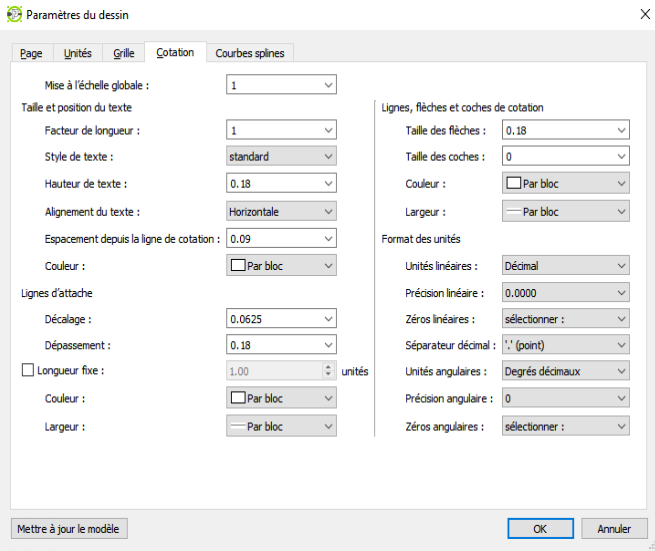 Paramètres du dessin
Page Unités Grille Cotation Courbes splines
Mise à l'échelle globale : 1
Taille et position du texte
Facteur de longueur : 1
Style de texte : standard
Hauteur de texte : 0.18
Alignement du texte : Horizontale
Espacement depuis la ligne de cotation : 0.09
Couleur : Par bloc
Lignes d'attache
Décalage : 0.0625
Dépassement : 0.18
Longueur fixe : 1.00 unités
Couleur : Par bloc
Largeur : Par bloc
Lignes, flèches et coches de cotation
Taille des flèches : 0.18
Taille des coches : 0
Couleur : Par bloc
Largeur : Par bloc
Format des unités
Unités linéaires : Décimal
Précision linéaire : 0.0000
Zéros linéaires : sélectionner :
Séparateur décimal : '.' (point)
Unités angulaires : Degrés décimaux
Précision angulaire : 0
Zéros angulaires : sélectionner :
Mettre à jour le modèle OK Annuler